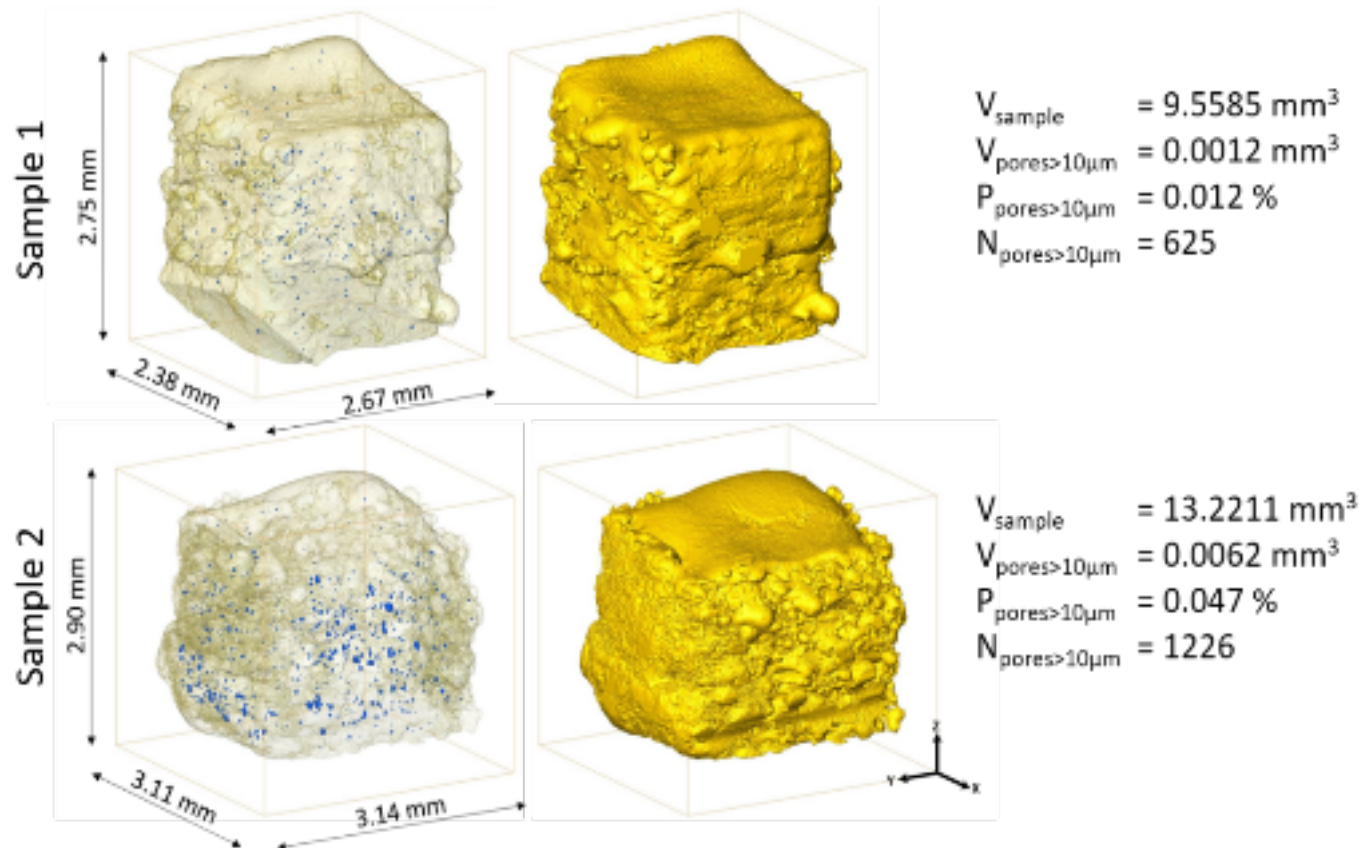 Sample 1
2.75 mm
2.38 mm
2.67 mm
V_sample = 9.5585 mm³
V_pores>10µm = 0.0012 mm³
P_pores>10µm = 0.012 %
N_pores>10µm = 625
Sample 2
2.90 mm
3.11 mm
3.14 mm
Z
Y
X
V_sample = 13.2211 mm³
V_pores>10µm = 0.0062 mm³
P_pores>10µm = 0.047 %
N_pores>10µm = 1226